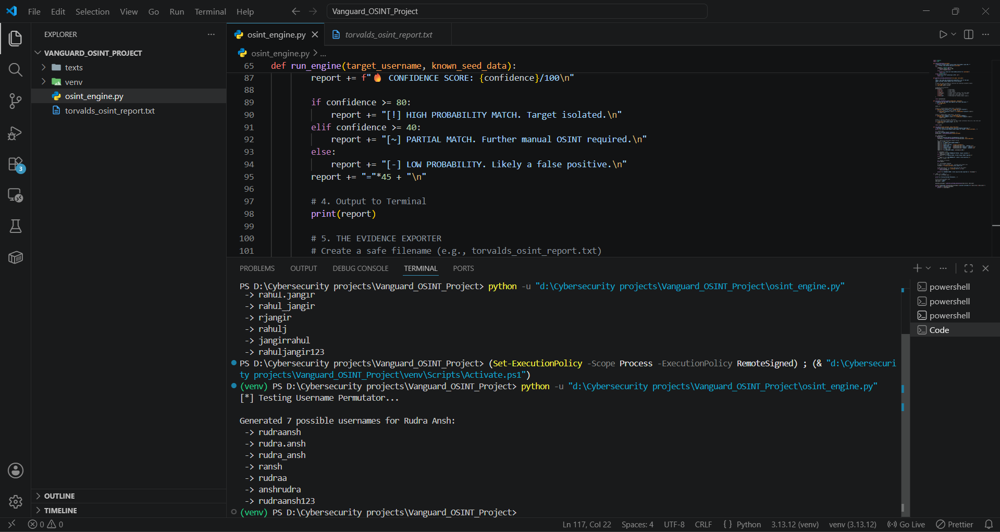 File Edit Selection View Go Run Terminal Help
Vanguard_OSINT_Project
EXPLORER
VANGUARD_OSINT_PROJECT
texts
venv
osint_engine.py
torvalds_osint_report.txt
OUTLINE
TIMELINE
osint_engine.py
torvalds_osint_report.txt
osint_engine.py > ...
65 def run_engine(target_username, known_seed_data):
87 report += f"🔥 CONFIDENCE SCORE: {confidence}/100\n"
88
89 if confidence >= 80:
90 report += "[!] HIGH PROBABILITY MATCH. Target isolated.\n"
91 elif confidence >= 40:
92 report += "[~] PARTIAL MATCH. Further manual OSINT required.\n"
93 else:
94 report += "[-] LOW PROBABILITY. Likely a false positive.\n"
95 report += "="*45 + "\n"
96
97 # 4. Output to Terminal
98 print(report)
99
100 # 5. THE EVIDENCE EXPORTER
101 # Create a safe filename (e.g., torvalds_osint_report.txt)
PROBLEMS OUTPUT DEBUG CONSOLE TERMINAL PORTS
PS D:\Cybersecurity projects\Vanguard_OSINT_Project> python -u "d:\Cybersecurity projects\Vanguard_OSINT_Project\osint_engine.py"
-> rahul.jangir
-> rahul_jangir
-> rjangir
-> rahulj
-> jangirrahul
-> rahuljangir123
PS D:\Cybersecurity projects\Vanguard_OSINT_Project> (Set-ExecutionPolicy -Scope Process -ExecutionPolicy RemoteSigned) ; (& "d:\Cybersecuri
ty projects\Vanguard_OSINT_Project\venv\Scripts\Activate.ps1")
(venv) PS D:\Cybersecurity projects\Vanguard_OSINT_Project> python -u "d:\Cybersecurity projects\Vanguard_OSINT_Project\osint_engine.py"
[*] Testing Username Permutator...
Generated 7 possible usernames for Rudra Ansh:
-> rudraansh
-> rudra.ansh
-> rudra_ansh
-> ransh
-> rudraa
-> anshrudra
-> rudraansh123
(venv) PS D:\Cybersecurity projects\Vanguard_OSINT_Project>
powershell
powershell
powershell
Code
3
0 0
Ln 117, Col 22 Spaces: 4 UTF-8 CRLF {} Python 3.13.12 (venv) venv (3.13.12) Go Live Prettier